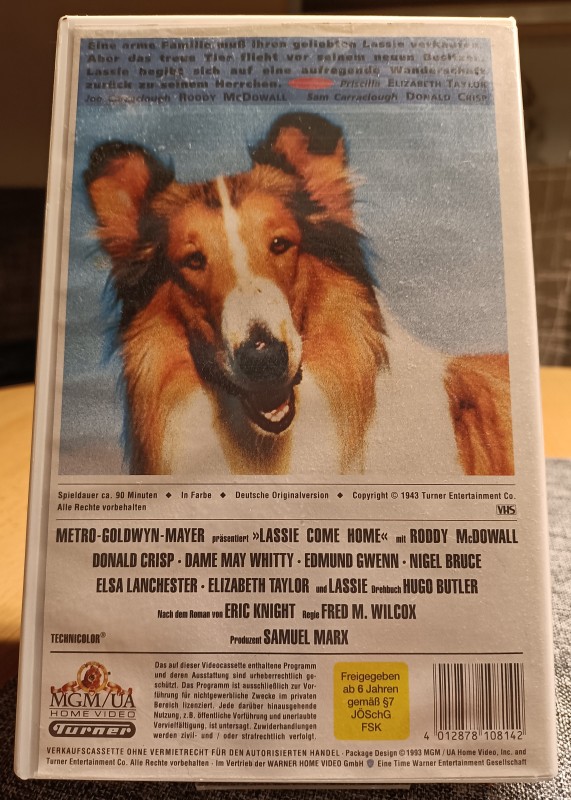 Eine arme Familie muß ihren geliebten Lassie verkaufen.
Aber das treue Tier flieht vor seinem neuen Besitzer.
Lassie begibt sich auf eine aufregende Wanderschaft
zurück zu seinem Herrchen. Priscilla ELIZABETH TAYLOR
Joe Carraclough RODDY McDOWALL Sam Carraclough DONALD CRISP
Spieldauer ca. 90 Minuten ◆ In Farbe ◆ Deutsche Originalversion ◆ Copyright © 1943 Turner Entertainment Co.
Alle Rechte vorbehalten
VHS
METRO-GOLDWYN-MAYER präsentiert »LASSIE COME HOME« mit RODDY McDOWALL
DONALD CRISP · DAME MAY WHITTY · EDMUND GWENN · NIGEL BRUCE
ELSA LANCHESTER · ELIZABETH TAYLOR und LASSIE Drehbuch HUGO BUTLER
Nach dem Roman von ERIC KNIGHT Regie FRED M. WILCOX
TECHNICOLOR® Produzent SAMUEL MARX
MGM/UA
HOME VIDEO
Turner
Das auf dieser Videocassette enthaltene Programm
und deren Ausstattung sind urheberrechtlich ge-
schützt. Das Programm ist ausschließlich zur Vor-
führung für nichtgewerbliche Zwecke im privaten
Bereich lizenziert. Jede darüber hinausgehende
Nutzung, z.B. öffentliche Vorführung und unerlaubte
Vervielfältigung, ist untersagt. Zuwiderhandlungen
werden zivil- und / oder strafrechtlich verfolgt.
Freigegeben
ab 6 Jahren
gemäß §7
JÖSchG
FSK
4 012878 108142
VERKAUFSCASSETTE OHNE VERMIETRECHT FÜR DEN AUTORISIERTEN HANDEL · Package Design ©1993 MGM / UA Home Video, Inc. and
Turner Entertainment Co. Alle Rechte vorbehalten. · Im Vertrieb der WARNER HOME VIDEO GmbH Eine Time Warner Entertainment Gesellschaft